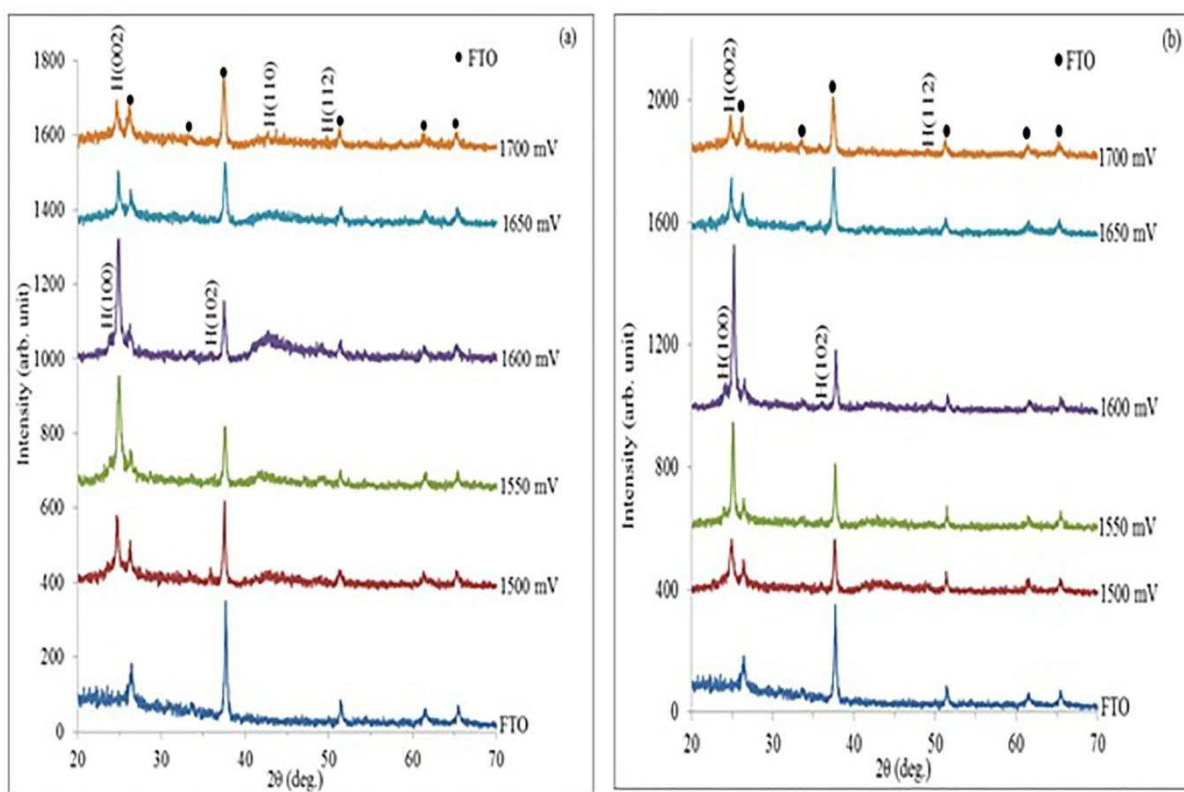 (a)
FTO
H(002)
H(110)
H(112)
1700 mV
1650 mV
H(100)
H(102)
1600 mV
1550 mV
1500 mV
FTO
1800
1600
1400
1200
1000
800
600
400
200
0
Intensity (arb. unit)
20 30 40 50 60 70
2θ (deg.)
(b)
FTO
H(002)
H(112)
1700 mV
1650 mV
H(100)
H(102)
1600 mV
1550 mV
1500 mV
FTO
2000
1600
1200
800
400
0
Intensity (arb. unit)
20 30 40 50 60 70
2θ (deg.)